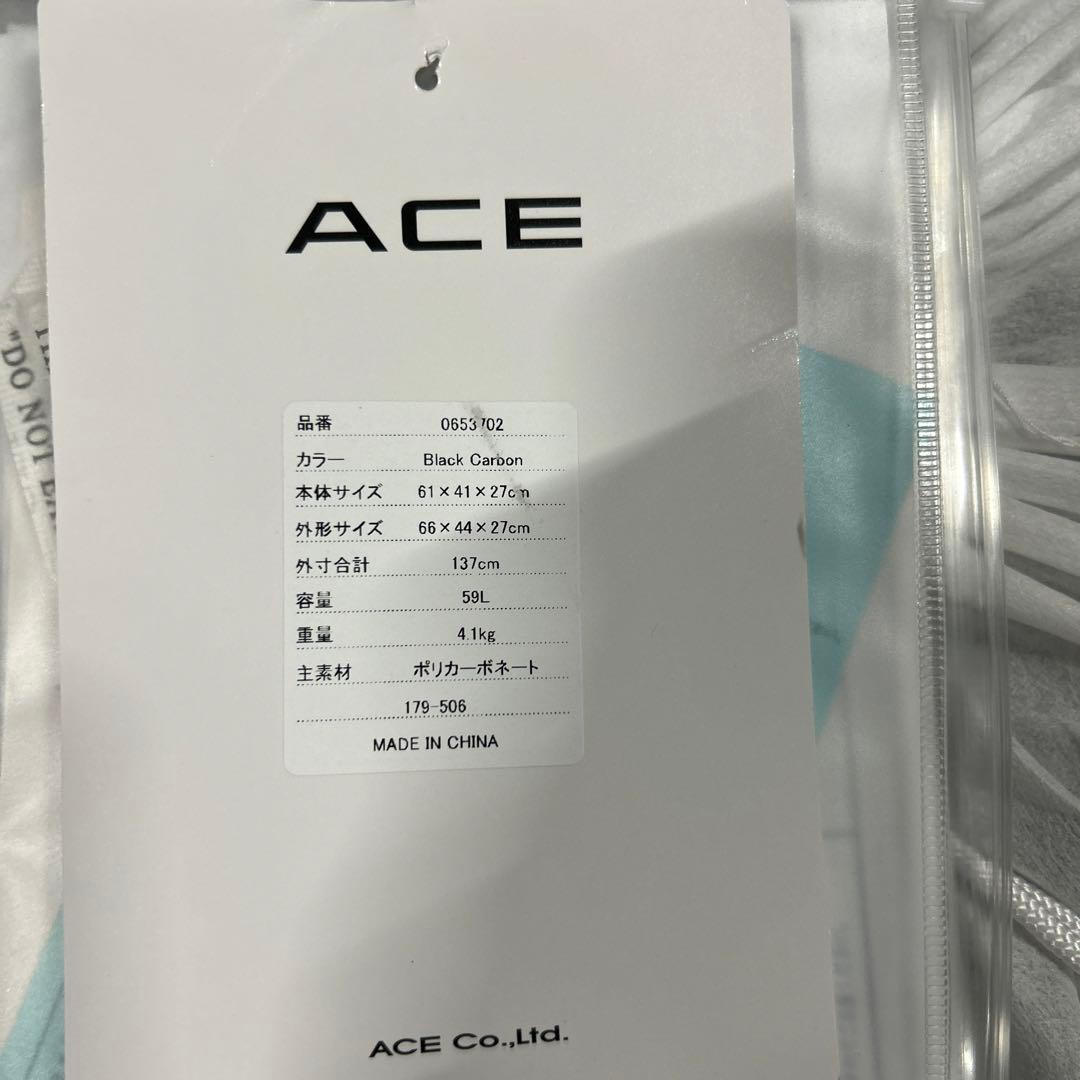 ACE
品番 0653702
カラー Black Carbon
本体サイズ 61×41×27cm
外形サイズ 66×44×27cm
外寸合計 137cm
容量 59L
重量 4.1kg
主素材 ポリカーボネート
179-506
MADE IN CHINA
ACE Co.,Ltd.
"DO NOT